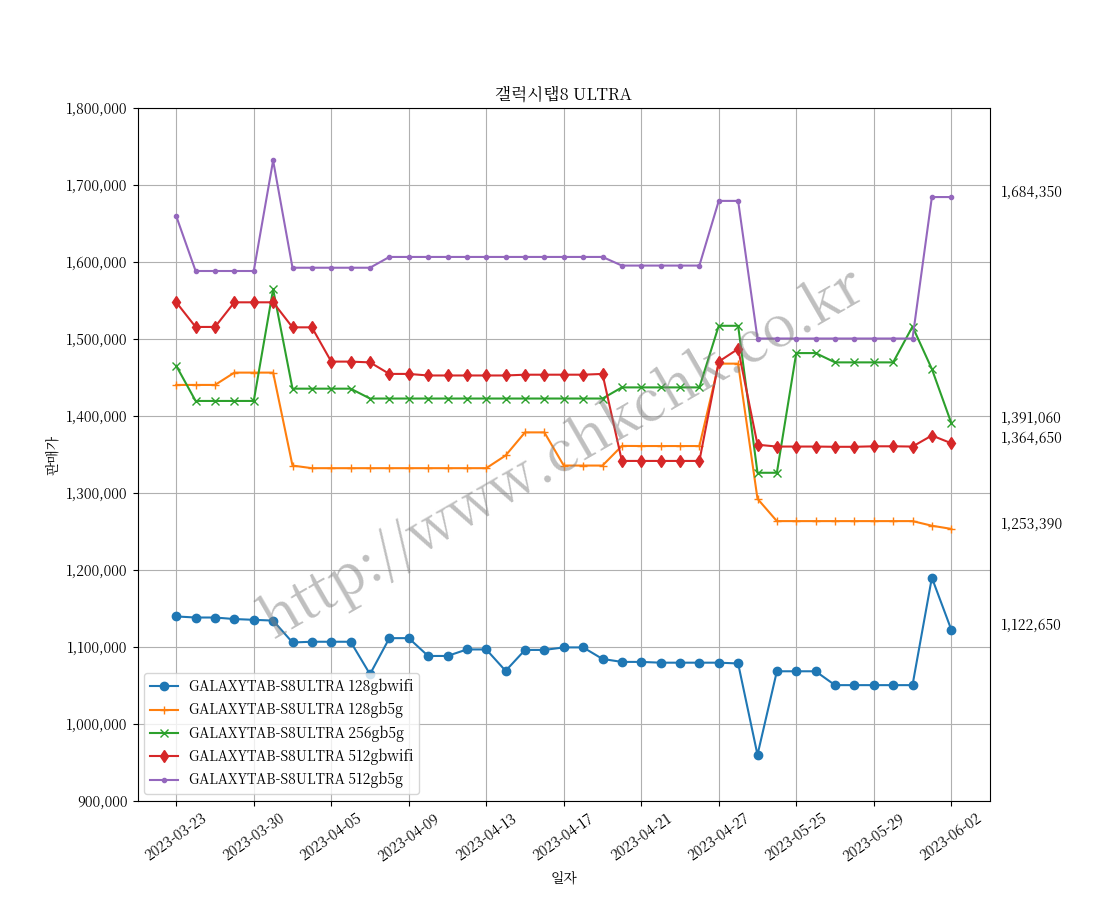 갤럭시탭8 ULTRA
1,800,000
1,700,000
1,600,000
1,500,000
1,400,000
1,300,000
1,200,000
1,100,000
1,000,000
900,000
판매가
1,684,350
1,391,060
1,364,650
1,253,390
1,122,650
http://www.chkchk.co.kr
GALAXYTAB-S8ULTRA 128gbwifi
GALAXYTAB-S8ULTRA 128gb5g
GALAXYTAB-S8ULTRA 256gb5g
GALAXYTAB-S8ULTRA 512gbwifi
GALAXYTAB-S8ULTRA 512gb5g
2023-03-23
2023-03-30
2023-04-05
2023-04-09
2023-04-13
2023-04-17
2023-04-21
2023-04-27
2023-05-25
2023-05-29
2023-06-02
일자